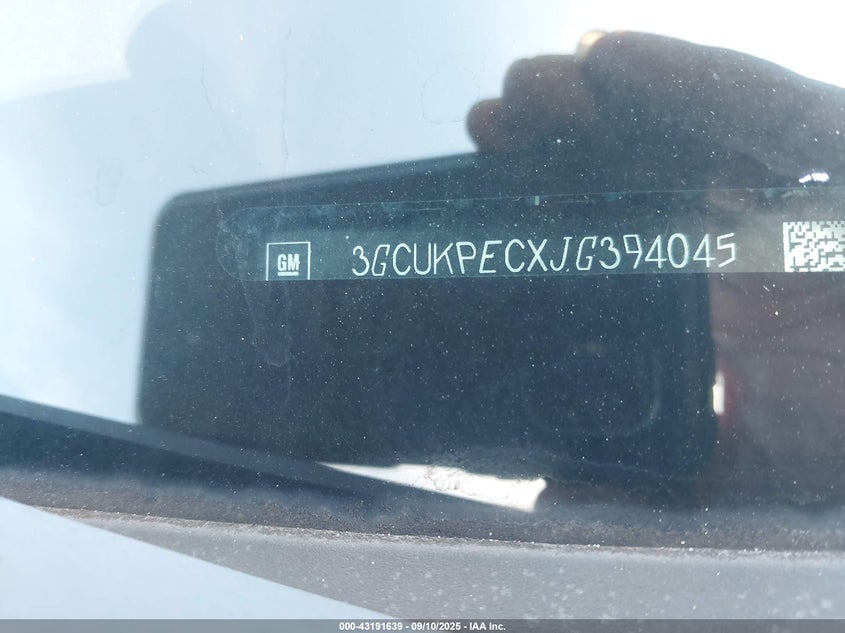 GM 3GCUKPECXJG394045
000-43191639 - 09/10/2025 - IAA Inc.